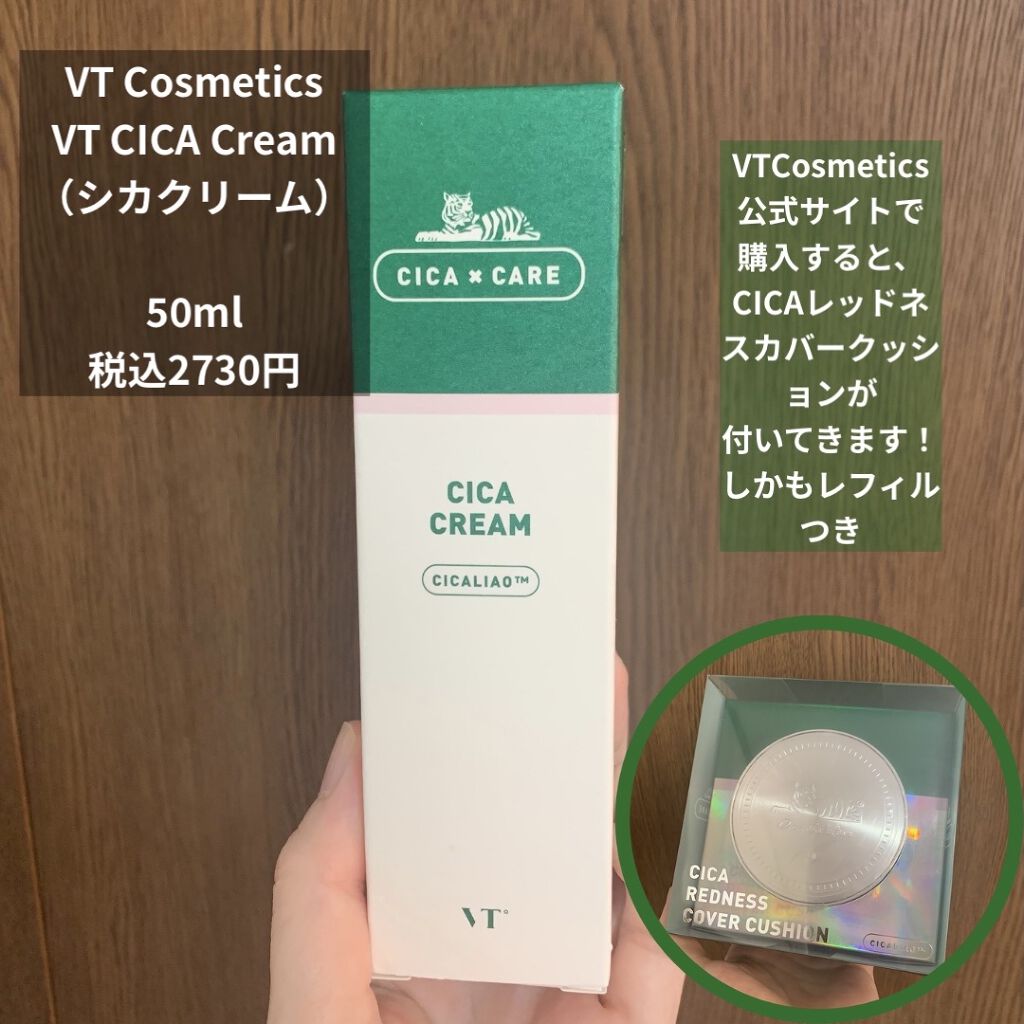 VT Cosmetics
VT CICA Cream
（シカクリーム）
50ml
税込2730円
CICA × CARE
CICA
CREAM
CICALIAO™
VT°
VTCosmetics
公式サイトで
購入すると、
CICAレッドネ
スカバークッシ
ョンが
付いてきます！
しかもレフィル
つき
CICA
REDNESS
COVER CUSHION